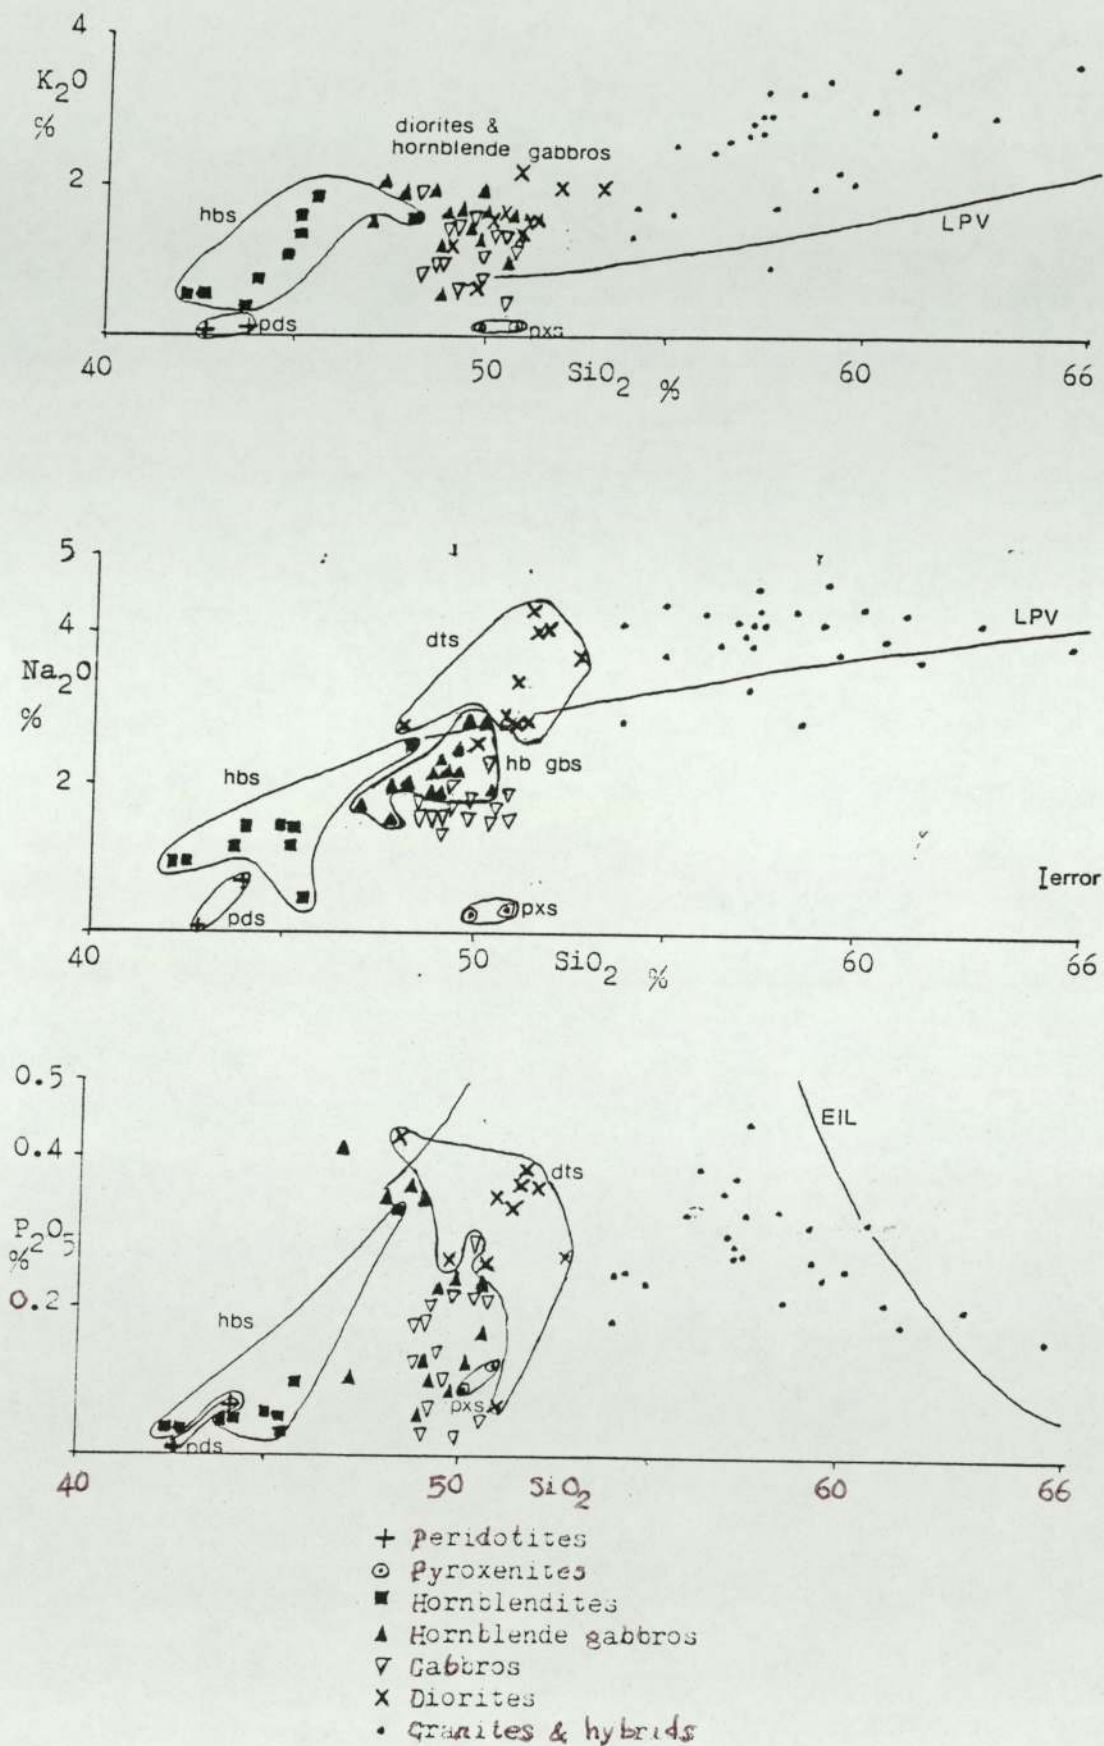 4
K₂O
%
diorites &
hornblende gabbros
2
hbs
LPV
pds
pxs
40
50
SiO₂ %
60
66
5
4
dts
LPV
Na₂O
%
hbs
hb gbs
2
Ierror
pds
pxs
40
50
SiO₂ %
60
66
0.5
EIL
0.4
dts
P₂O₅
%
0.2
hbs
pxs
pds
40
50
SiO₂
60
66
+ Peridotites
⊙ Pyroxenites
■ Hornblendites
▲ Hornblende gabbros
▽ Gabbros
× Diorites
• Granites & hybrids